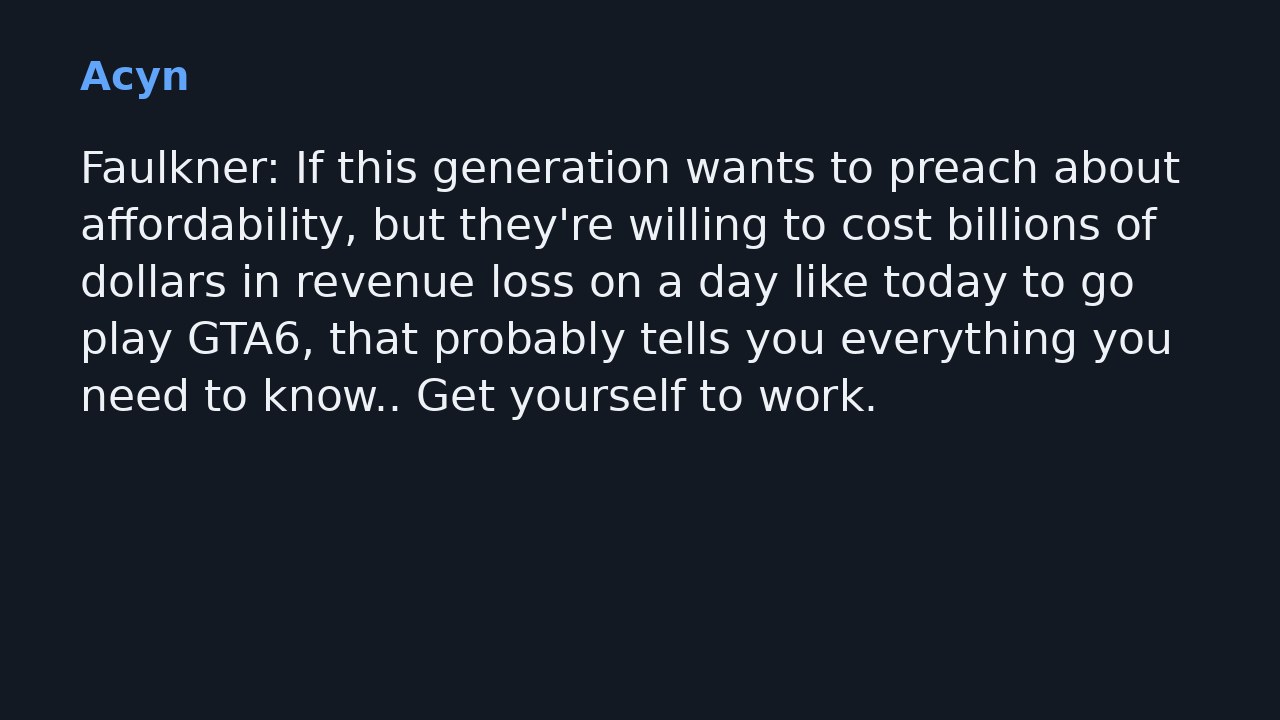 Acyn
Faulkner: If this generation wants to preach about
affordability, but they're willing to cost billions of
dollars in revenue loss on a day like today to go
play GTA6, that probably tells you everything you
need to know.. Get yourself to work.